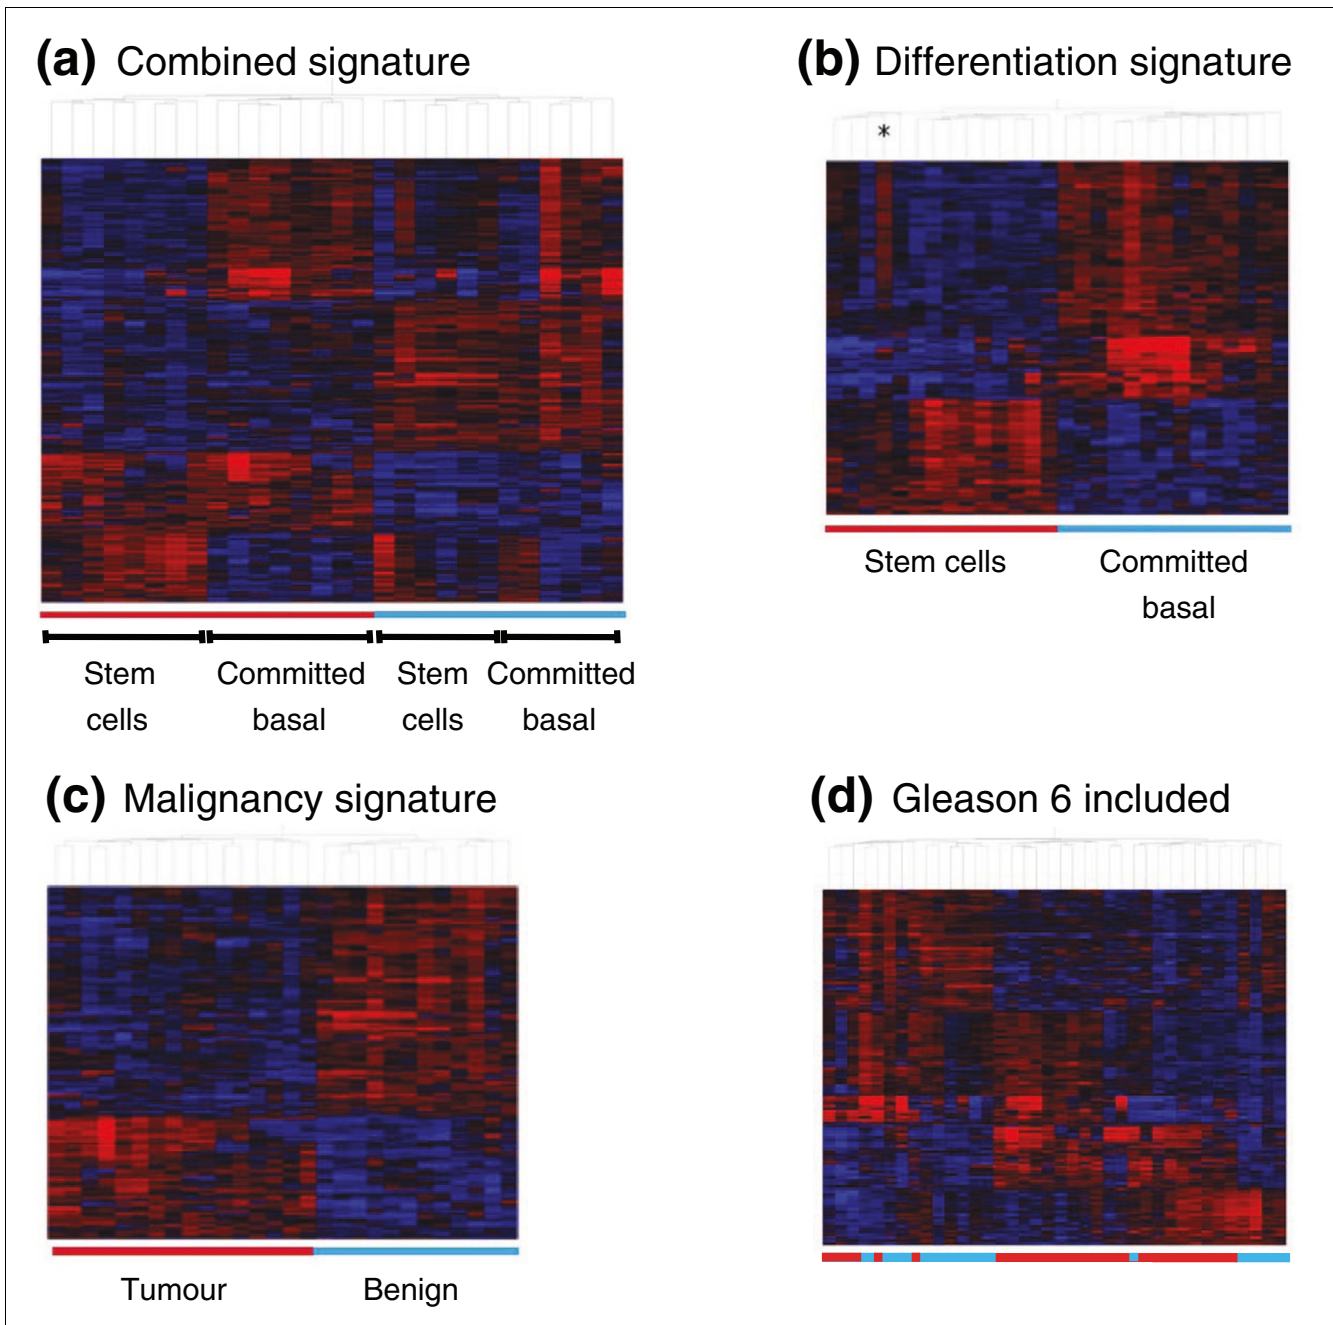 (a) Combined signature
(b) Differentiation signature
*
Stem cells
Committed basal
Stem cells
Committed basal
Stem cells
Committed
basal
(c) Malignancy signature
(d) Gleason 6 included
Tumour
Benign